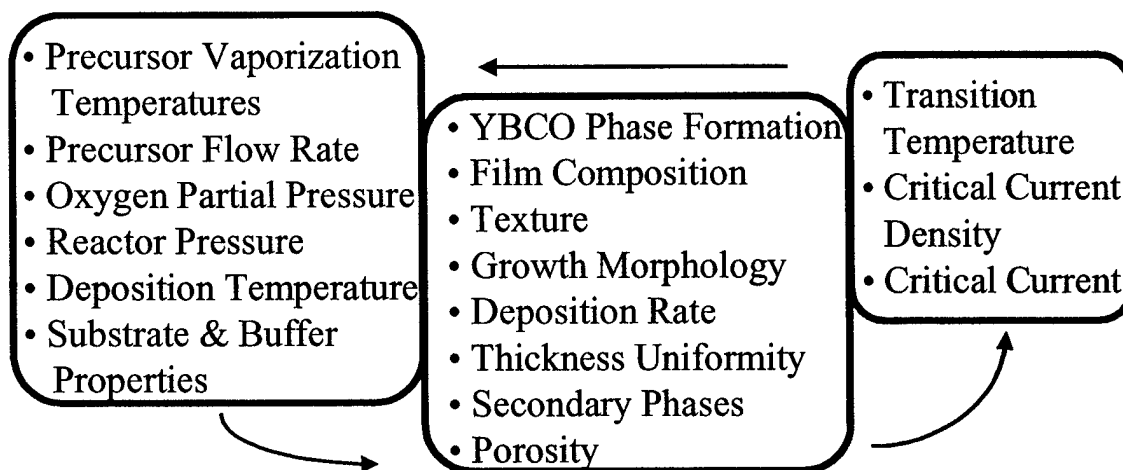 • Precursor Vaporization
Temperatures
• Precursor Flow Rate
• Oxygen Partial Pressure
• Reactor Pressure
• Deposition Temperature
• Substrate & Buffer
Properties
• YBCO Phase Formation
• Film Composition
• Texture
• Growth Morphology
• Deposition Rate
• Thickness Uniformity
• Secondary Phases
• Porosity
• Transition
Temperature
• Critical Current
Density
• Critical Current